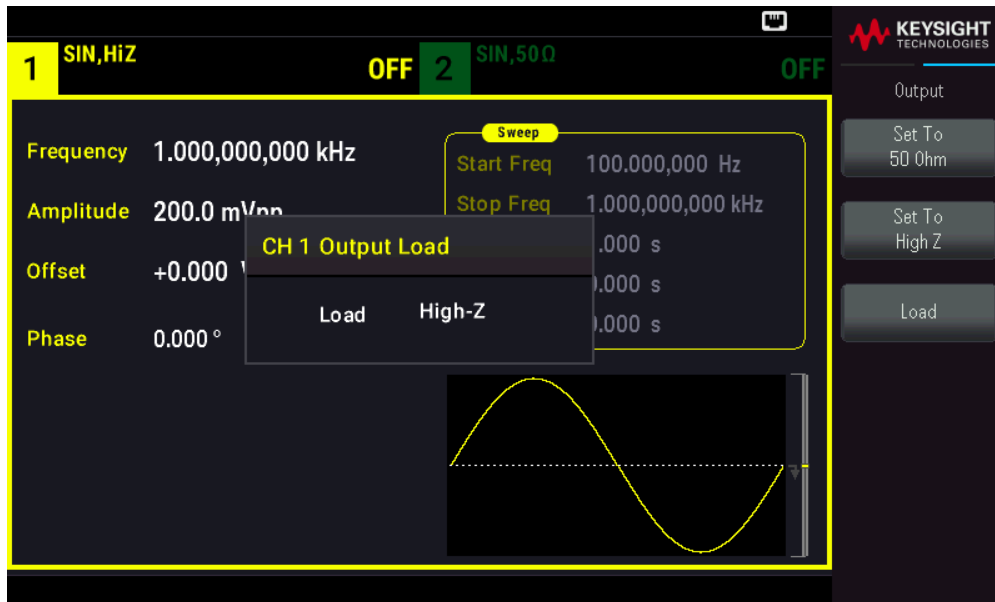 KEYSIGHT
TECHNOLOGIES
1 SIN,HiZ OFF
2 SIN,50Ω OFF
Output
Frequency 1.000,000,000 kHz
Amplitude 200.0 mVpp
Offset +0.000
Phase 0.000 °
Sweep
Start Freq 100.000,000 Hz
Stop Freq 1.000,000,000 kHz
.000 s
.000 s
.000 s
CH 1 Output Load
Load High-Z
Set To
50 Ohm
Set To
High Z
Load